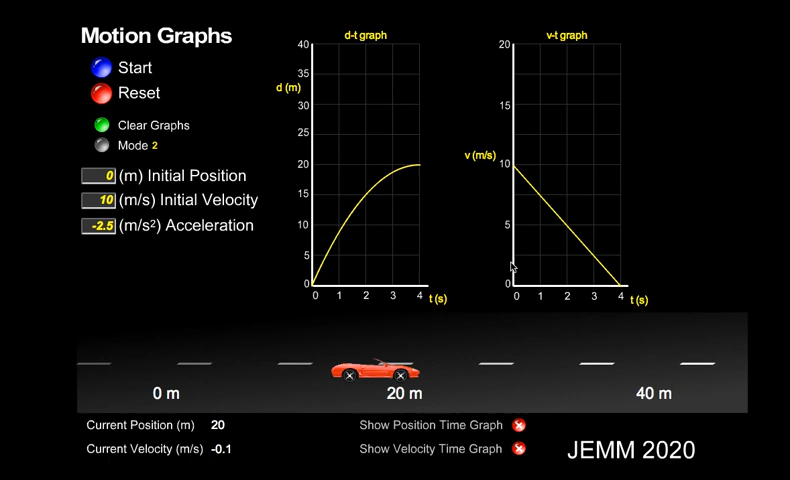 Motion Graphs
Start
Reset
Clear Graphs
Mode 2
0 (m) Initial Position
10 (m/s) Initial Velocity
-2.5 (m/s²) Acceleration
d-t graph
40
35
d (m)
30
25
20
15
10
5
0
0 1 2 3 4 t (s)
v-t graph
20
15
v (m/s)
10
5
0
0 1 2 3 4 t (s)
0 m 20 m 40 m
Current Position (m) 20 Show Position Time Graph
Current Velocity (m/s) -0.1 Show Velocity Time Graph
JEMM 2020